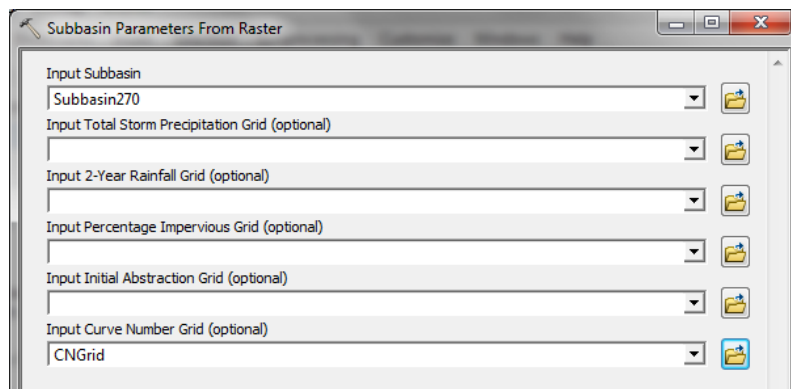 Subbasin Parameters From Raster
Input Subbasin
Subbasin270
Input Total Storm Precipitation Grid (optional)
Input 2-Year Rainfall Grid (optional)
Input Percentage Impervious Grid (optional)
Input Initial Abstraction Grid (optional)
Input Curve Number Grid (optional)
CNGrid